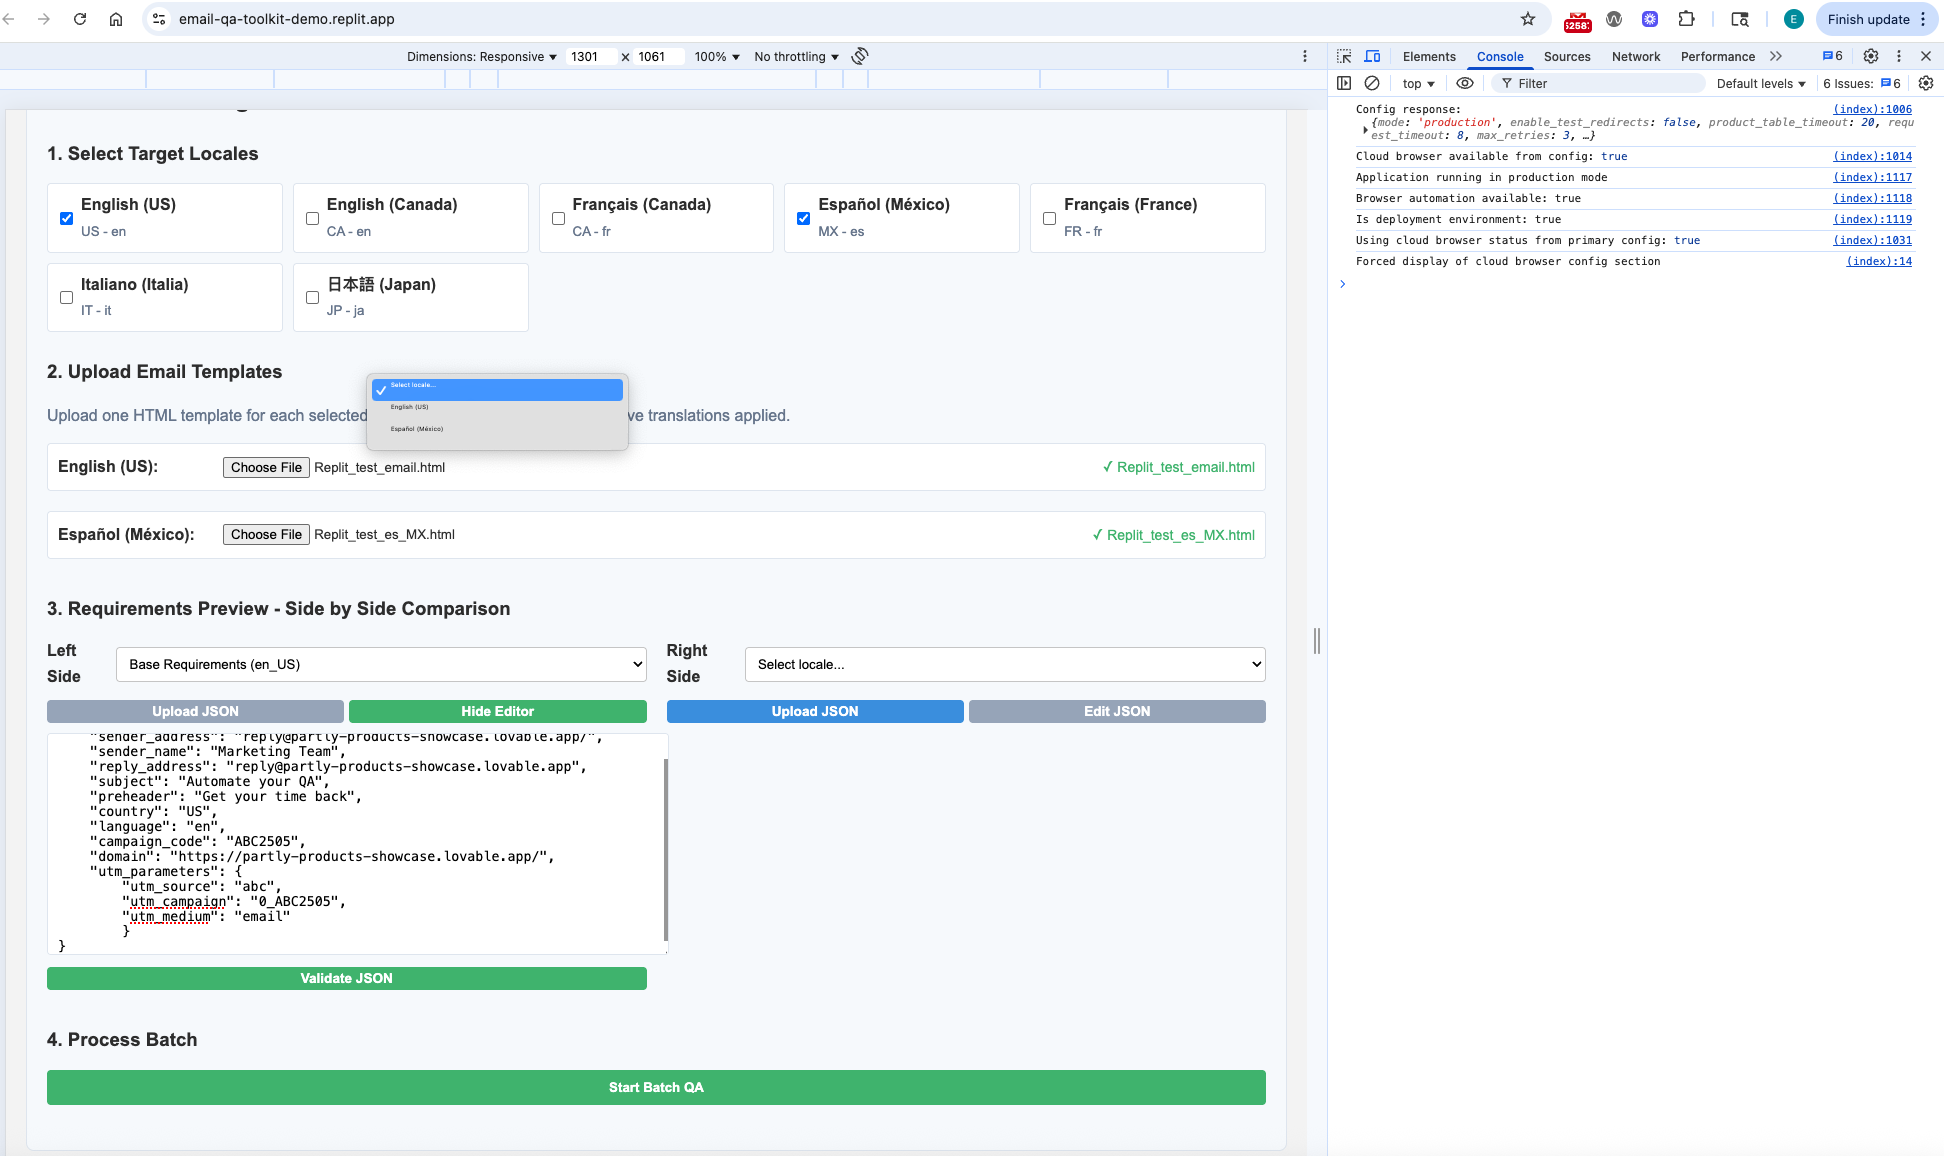 email-qa-toolkit-demo.replit.app
5258
E
Finish update
Dimensions: Responsive
1301
x
1061
100%
No throttling
Elements
Console
Sources
Network
Performance
6
top
Filter
Default levels
6 Issues:
6
1. Select Target Locales
English (US)
US - en
English (Canada)
CA - en
Français (Canada)
CA - fr
Español (México)
MX - es
Français (France)
FR - fr
Italiano (Italia)
IT - it
日本語 (Japan)
JP - ja
2. Upload Email Templates
Select locale...
English (US)
Español (México)
Upload one HTML template for each selected
ve translations applied.
English (US):
Choose File
Replit_test_email.html
✓ Replit_test_email.html
Español (México):
Choose File
Replit_test_es_MX.html
✓ Replit_test_es_MX.html
3. Requirements Preview - Side by Side Comparison
Left
Side
Base Requirements (en_US)
Right
Side
Select locale...
Upload JSON
Hide Editor
Upload JSON
Edit JSON
"sender_address": "reply@partly-products-showcase.lovable.app/",
"sender_name": "Marketing Team",
"reply_address": "reply@partly-products-showcase.lovable.app",
"subject": "Automate your QA",
"preheader": "Get your time back",
"country": "US",
"language": "en",
"campaign_code": "ABC2505",
"domain": "https://partly-products-showcase.lovable.app/",
"utm_parameters": {
"utm_source": "abc",
"utm_campaign": "0_ABC2505",
"utm_medium": "email"
}
}
Validate JSON
4. Process Batch
Start Batch QA
Config response:
(index):1006
{mode: 'production', enable_test_redirects: false, product_table_timeout: 20, requ
est_timeout: 8, max_retries: 3, …}
Cloud browser available from config: true
(index):1014
Application running in production mode
(index):1117
Browser automation available: true
(index):1118
Is deployment environment: true
(index):1119
Using cloud browser status from primary config: true
(index):1031
Forced display of cloud browser config section
(index):14